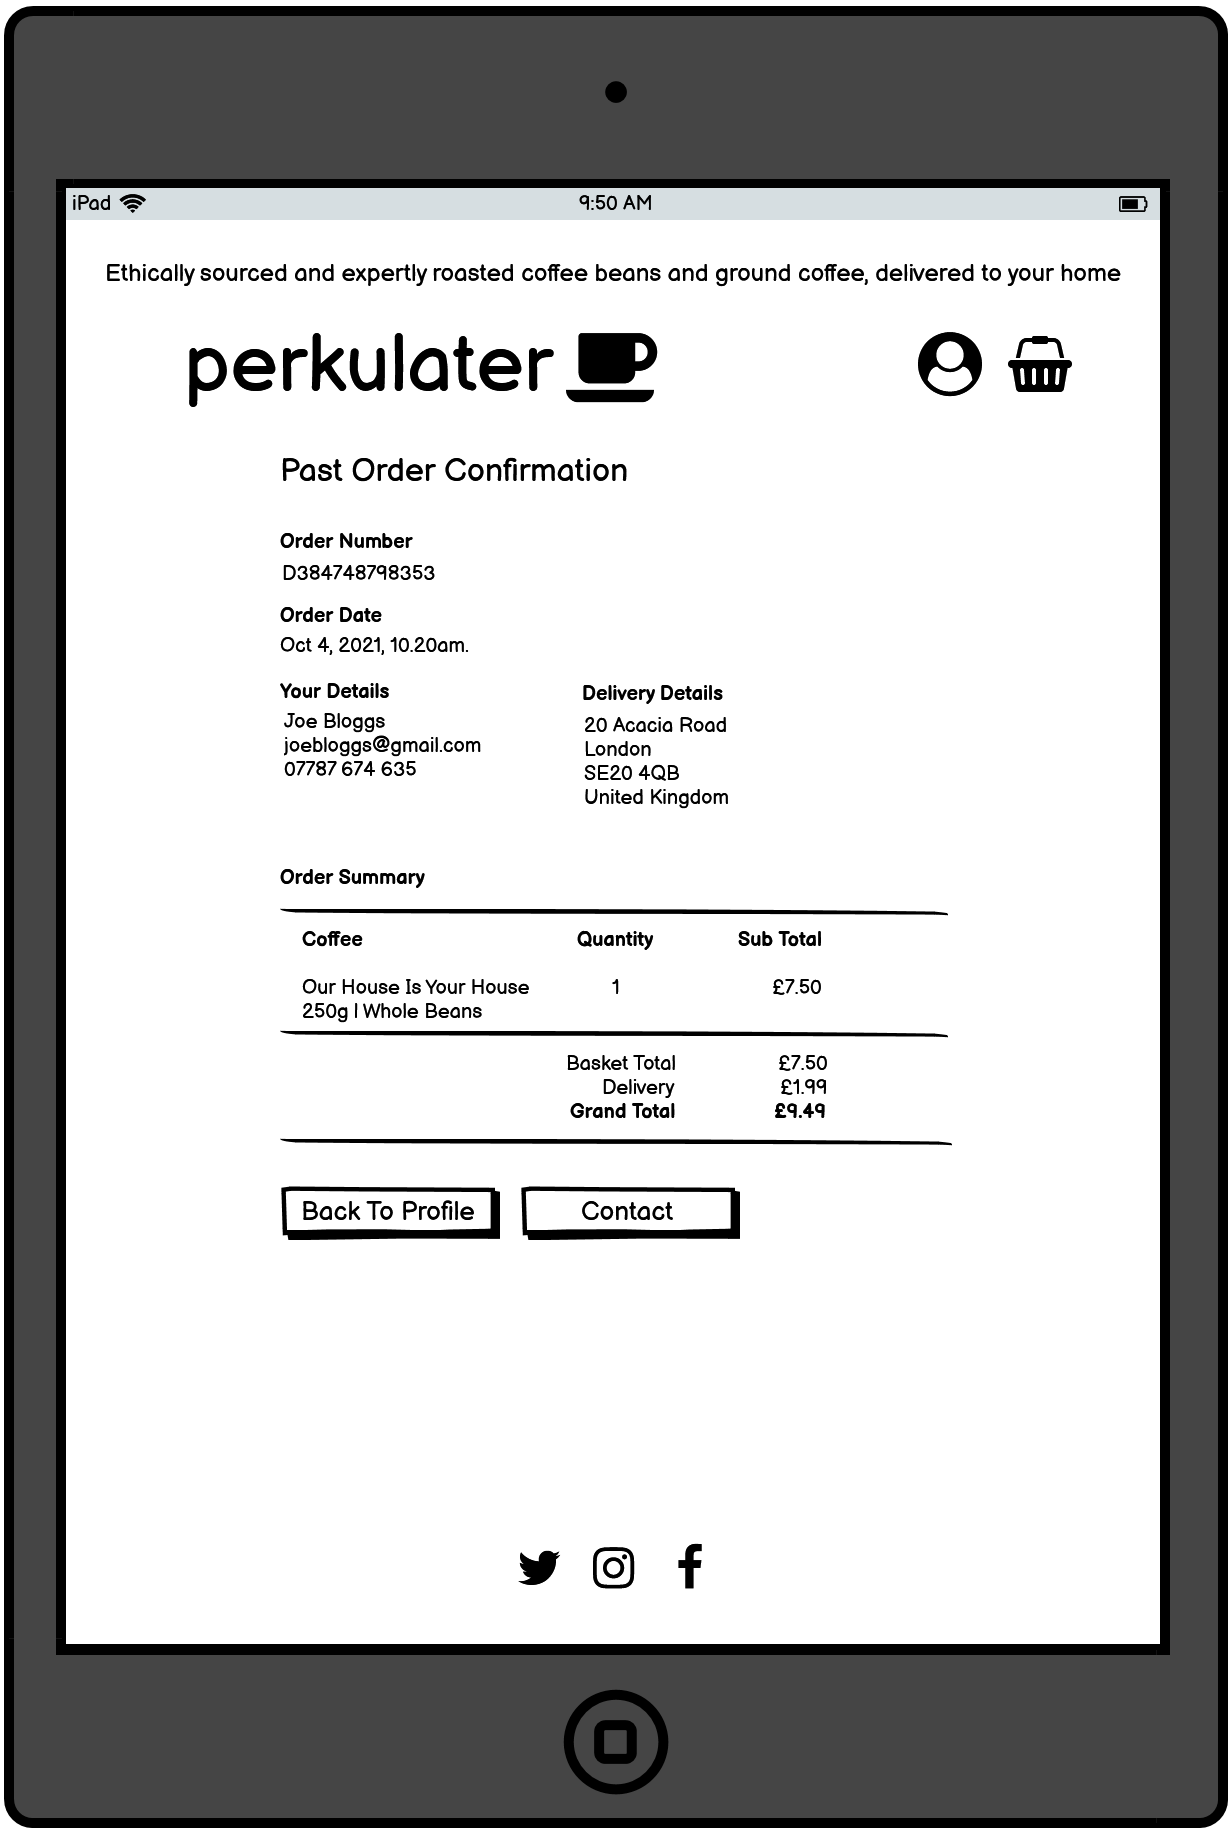 iPad 9:50 AM
Ethically sourced and expertly roasted coffee beans and ground coffee, delivered to your home
perkulater
Past Order Confirmation
Order Number
D384748798353
Order Date
Oct 4, 2021, 10.20am.
Your Details
Joe Bloggs
joebloggs@gmail.com
07787 674 635
Delivery Details
20 Acacia Road
London
SE20 4QB
United Kingdom
Order Summary
Coffee Quantity Sub Total
Our House Is Your House 1 £7.50
250g | Whole Beans
Basket Total £7.50
Delivery £1.99
Grand Total £9.49
Back To Profile Contact